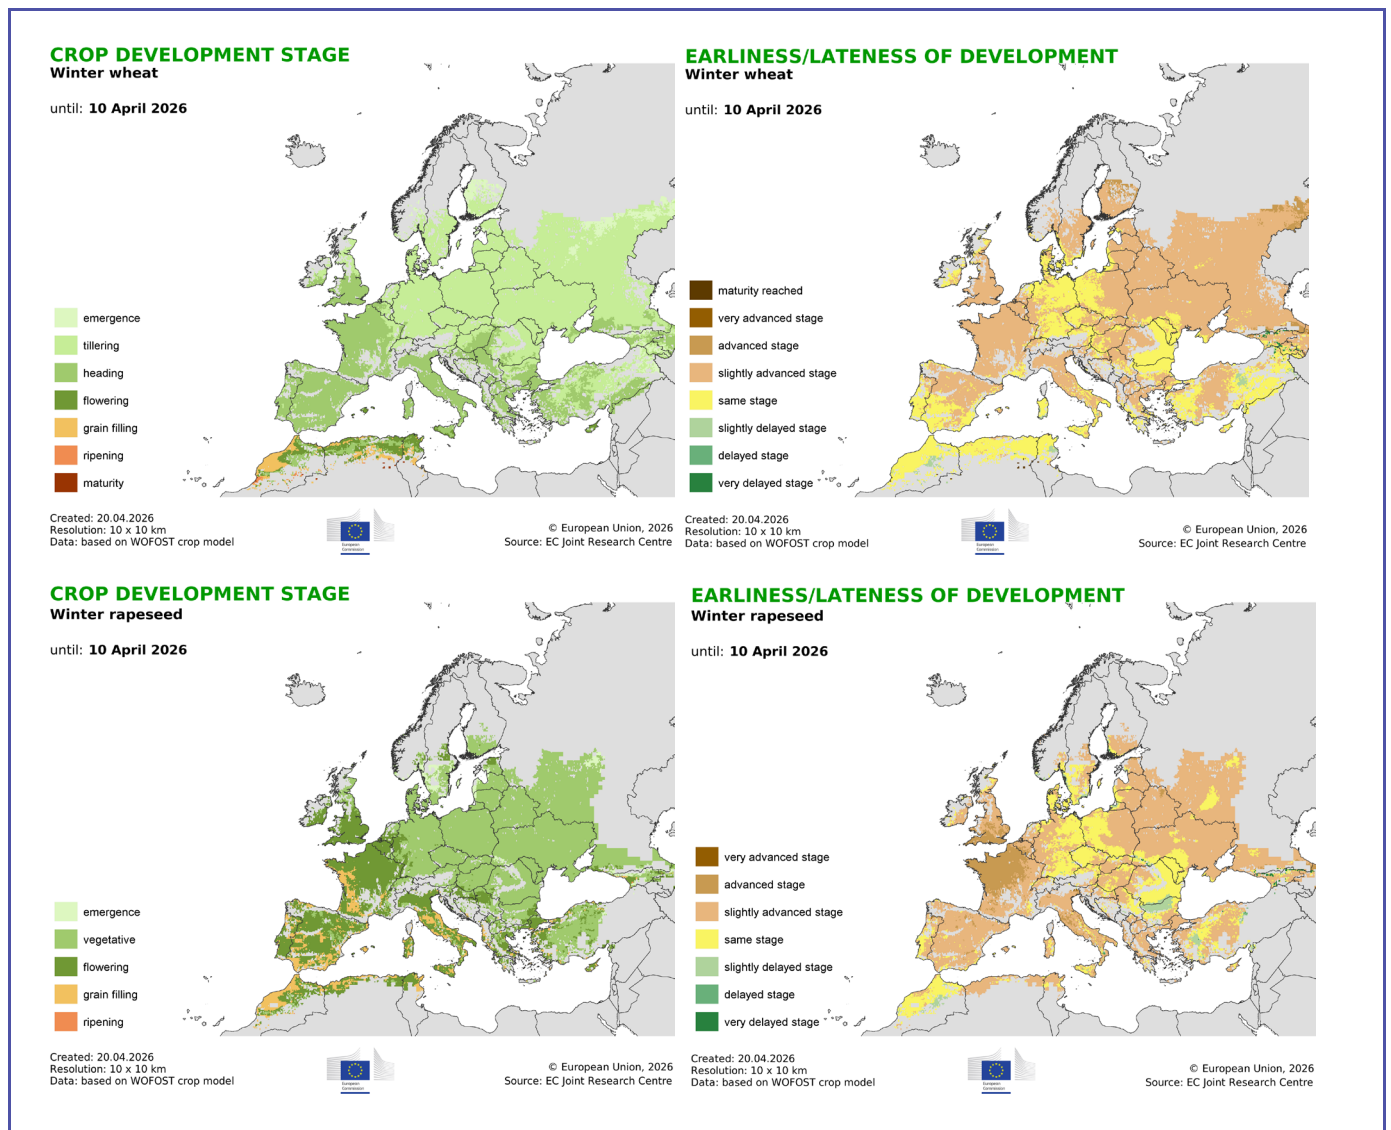 CROP DEVELOPMENT STAGE
Winter wheat
until: 10 April 2026
emergence
tillering
heading
flowering
grain filling
ripening
maturity
Created: 20.04.2026
Resolution: 10 x 10 km
Data: based on WOFOST crop model
European
Commission
© European Union, 2026
Source: EC Joint Research Centre
EARLINESS/LATENESS OF DEVELOPMENT
Winter wheat
until: 10 April 2026
maturity reached
very advanced stage
advanced stage
slightly advanced stage
same stage
slightly delayed stage
delayed stage
very delayed stage
Created: 20.04.2026
Resolution: 10 x 10 km
Data: based on WOFOST crop model
European
Commission
© European Union, 2026
Source: EC Joint Research Centre
CROP DEVELOPMENT STAGE
Winter rapeseed
until: 10 April 2026
emergence
vegetative
flowering
grain filling
ripening
Created: 20.04.2026
Resolution: 10 x 10 km
Data: based on WOFOST crop model
European
Commission
© European Union, 2026
Source: EC Joint Research Centre
EARLINESS/LATENESS OF DEVELOPMENT
Winter rapeseed
until: 10 April 2026
very advanced stage
advanced stage
slightly advanced stage
same stage
slightly delayed stage
delayed stage
very delayed stage
Created: 20.04.2026
Resolution: 10 x 10 km
Data: based on WOFOST crop model
European
Commission
© European Union, 2026
Source: EC Joint Research Centre